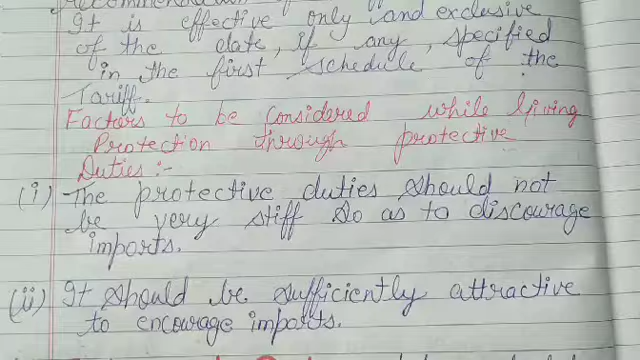 It is effective only and exclusive
of the date, if any, specified
in the first schedule of the
Tariff.
Factors to be Considered while Giving
Protection through protective
Duties :-
(i) The protective duties should not
be very stiff so as to discourage
imports.
(ii) It should be sufficiently attractive
to encourage imports.